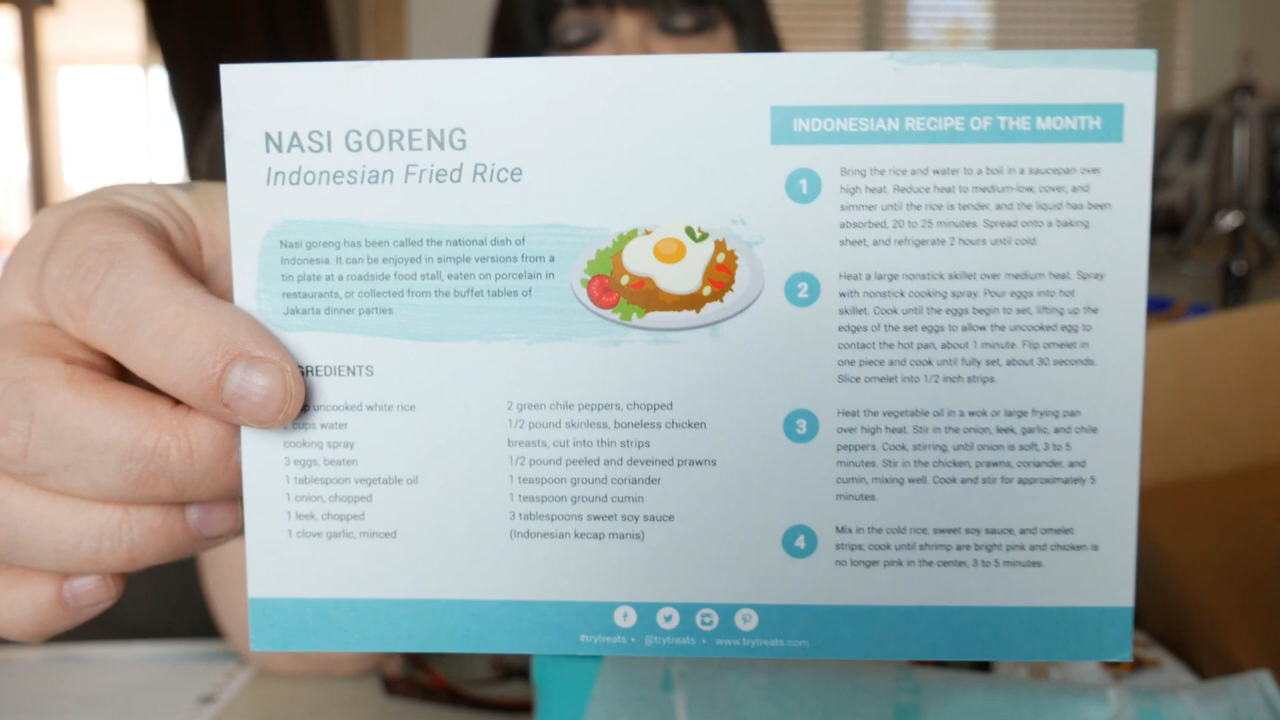 NASI GORENG
Indonesian Fried Rice
Nasi goreng has been called the national dish of
Indonesia. It can be enjoyed in simple versions from a
tin plate at a roadside food stall, eaten on porcelain in
restaurants, or collected from the buffet tables of
Jakarta dinner parties
GREDIENTS
uncooked white rice
cups water
cooking spray
3 eggs, beaten
1 tablespoon vegetable oil
1 onion, chopped
1 leek, chopped
1 clove garlic, minced
2 green chile peppers, chopped
1/2 pound skinless, boneless chicken
breasts, cut into thin strips
1/2 pound peeled and deveined prawns
1 teaspoon ground coriander
1 teaspoon ground cumin
3 tablespoons sweet soy sauce
(Indonesian kecap manis)
INDONESIAN RECIPE OF THE MONTH
1
Bring the rice and water to a boil in a saucepan over
high heat. Reduce heat to medium-low, cover, and
simmer until the rice is tender, and the liquid has been
absorbed, 20 to 25 minutes. Spread onto a baking
sheet, and refrigerate 2 hours until cold.
2
Heat a large nonstick skillet over medium heat. Spray
with nonstick cooking spray. Pour eggs into hot
skillet. Cook until the eggs begin to set, lifting up the
edges of the set eggs to allow the uncooked egg to
contact the hot pan, about 1 minute. Flip omelet in
one piece and cook until fully set, about 30 seconds.
Slice omelet into 1/2 inch strips.
3
Heat the vegetable oil in a wok or large frying pan
over high heat. Stir in the onion, leek, garlic, and chile
peppers. Cook, stirring, until onion is soft, 3 to 5
minutes. Stir in the chicken, prawns, coriander, and
cumin, mixing well. Cook and stir for approximately 5
minutes.
4
Mix in the cold rice, sweet soy sauce, and omelet
strips; cook until shrimp are bright pink and chicken is
no longer pink in the center, 3 to 5 minutes.
#trytreats • @trytreats • www.trytreats.com